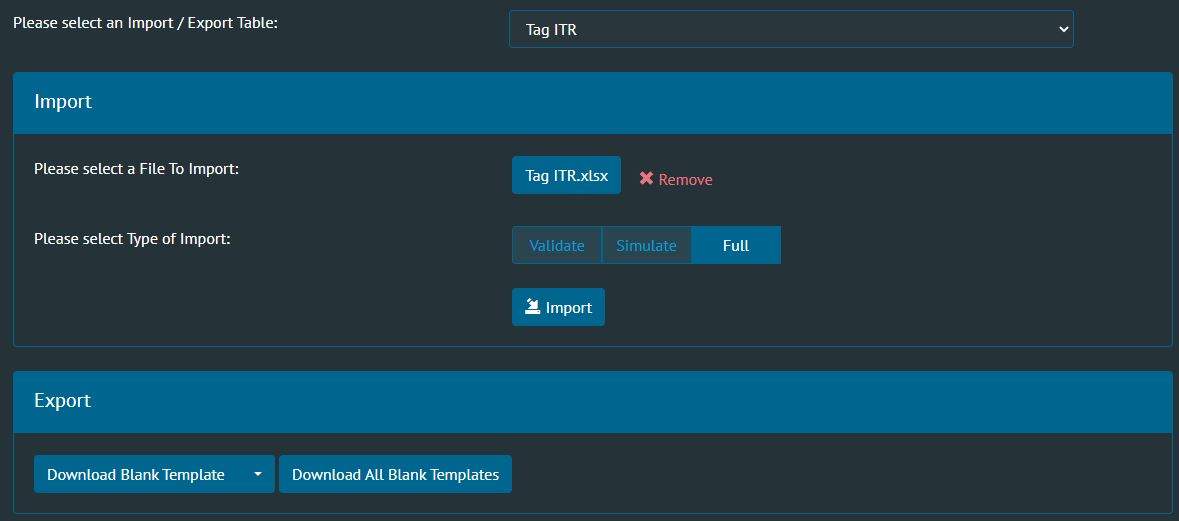 Please select an Import / Export Table:
Tag ITR
Import
Please select a File To Import:
Tag ITR.xlsx
Remove
Please select Type of Import:
Validate
Simulate
Full
Import
Export
Download Blank Template
Download All Blank Templates